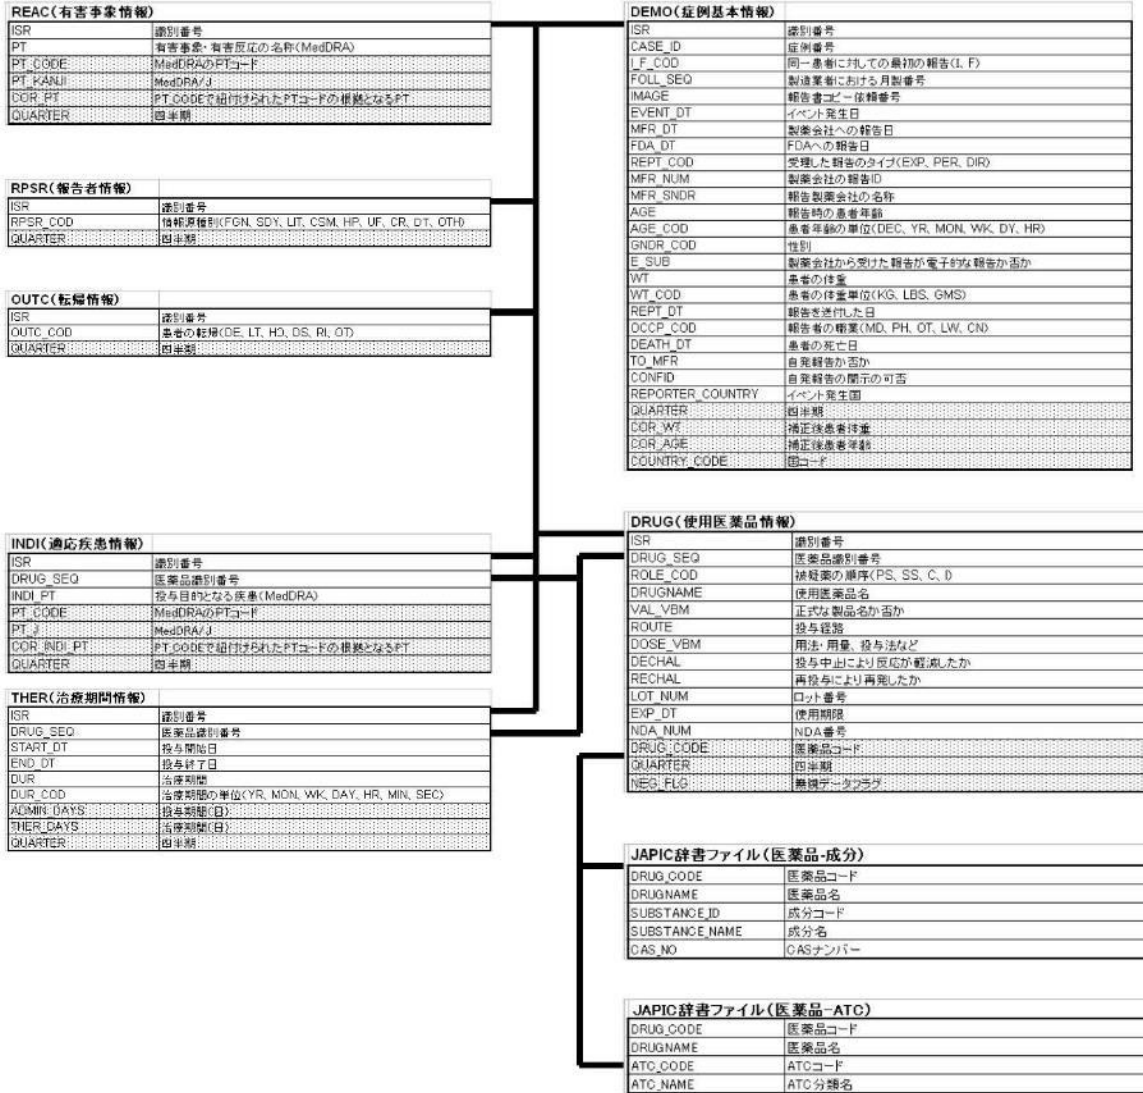 REAC(有害事象情報)
ISR 識別番号
PT 有害事象・有害反応の名称(MedDRA)
PT_CODE MedDRAのPTコード
PT_KANJI MedDRA/J
COR_PT PT_CODEで紐付けられたPTコードの根拠となるPT
QUARTER 四半期
RPSR(報告者情報)
ISR 識別番号
RPSR_COD 情報源種別(FGN, SDY, LIT, CSM, HP, UF, CR, DT, OTH)
QUARTER 四半期
OUTC(転帰情報)
ISR 識別番号
OUTC_COD 患者の転帰(DE, LT, HO, DS, RI, OT)
QUARTER 四半期
INDI(適応疾患情報)
ISR 識別番号
DRUG_SEQ 医薬品識別番号
INDI_PT 投与目的となる疾患(MedDRA)
PT_CODE MedDRAのPTコード
PT_J MedDRA/J
COR_INDI_PT PT_CODEで紐付けられたPTコードの根拠となるPT
QUARTER 四半期
THER(治療期間情報)
ISR 識別番号
DRUG_SEQ 医薬品識別番号
START_DT 投与開始日
END_DT 投与終了日
DUR 治療期間
DUR_COD 治療期間の単位(YR, MON, WK, DAY, HR, MIN, SEC)
ADMIN_DAYS 投与期間(日)
THER_DAYS 治療期間(日)
QUARTER 四半期
DEMO(症例基本情報)
ISR 識別番号
CASE_ID 症例番号
I_F_COD 同一患者に対しての最初の報告(I, F)
FOLL_SEQ 製造業者における月製番号
IMAGE 報告書コピー依頼番号
EVENT_DT イベント発生日
MFR_DT 製薬会社への報告日
FDA_DT FDAへの報告日
REPT_COD 受理した報告のタイプ(EXP, PER, DIR)
MFR_NUM 製薬会社の報告ID
MFR_SNDR 報告製薬会社の名称
AGE 報告時の患者年齢
AGE_COD 患者年齢の単位(DEC, YR, MON, WK, DY, HR)
GNDR_COD 性別
E_SUB 製薬会社から受けた報告が電子的な報告か否か
WT 患者の体重
WT_COD 患者の体重単位(KG, LBS, GMS)
REPT_DT 報告を送付した日
OCCP_COD 報告者の職業(MD, PH, OT, LW, CN)
DEATH_DT 患者の死亡日
TO_MFR 自発報告か否か
CONFID 自発報告の開示の可否
REPORTER_COUNTRY イベント発生国
QUARTER 四半期
COR_WT 補正後患者体重
COR_AGE 補正後患者年齢
COUNTRY_CODE 国コード
DRUG(使用医薬品情報)
ISR 識別番号
DRUG_SEQ 医薬品識別番号
ROLE_COD 被疑薬の順序(PS, SS, C, I)
DRUGNAME 使用医薬品名
VAL_VBM 正式な製品名か否か
ROUTE 投与経路
DOSE_VBM 用法・用量、投与法など
DECHAL 投与中止により反応が軽減したか
RECHAL 再投与により再発したか
LOT_NUM ロット番号
EXP_DT 使用期限
NDA_NUM NDA番号
DRUG_CODE 医薬品コード
QUARTER 四半期
NEG_FLG 無視データフラグ
JAPIC辞書ファイル(医薬品-成分)
DRUG_CODE 医薬品コード
DRUGNAME 医薬品名
SUBSTANCE_ID 成分コード
SUBSTANCE_NAME 成分名
CAS_NO CASナンバー
JAPIC辞書ファイル(医薬品-ATC)
DRUG_CODE 医薬品コード
DRUGNAME 医薬品名
ATC_CODE ATCコード
ATC_NAME ATC分類名